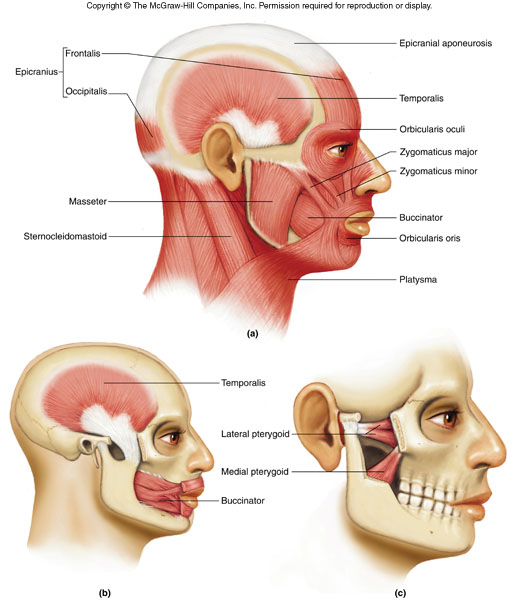 Copyright © The McGraw-Hill Companies, Inc. Permission required for reproduction or display.
Frontalis
Epicranius
Occipitalis
Epicranial aponeurosis
Temporalis
Orbicularis oculi
Zygomaticus major
Zygomaticus minor
Masseter
Buccinator
Sternocleidomastoid
Orbicularis oris
Platysma
(a)
Temporalis
Lateral pterygoid
Medial pterygoid
Buccinator
(b)
(c)